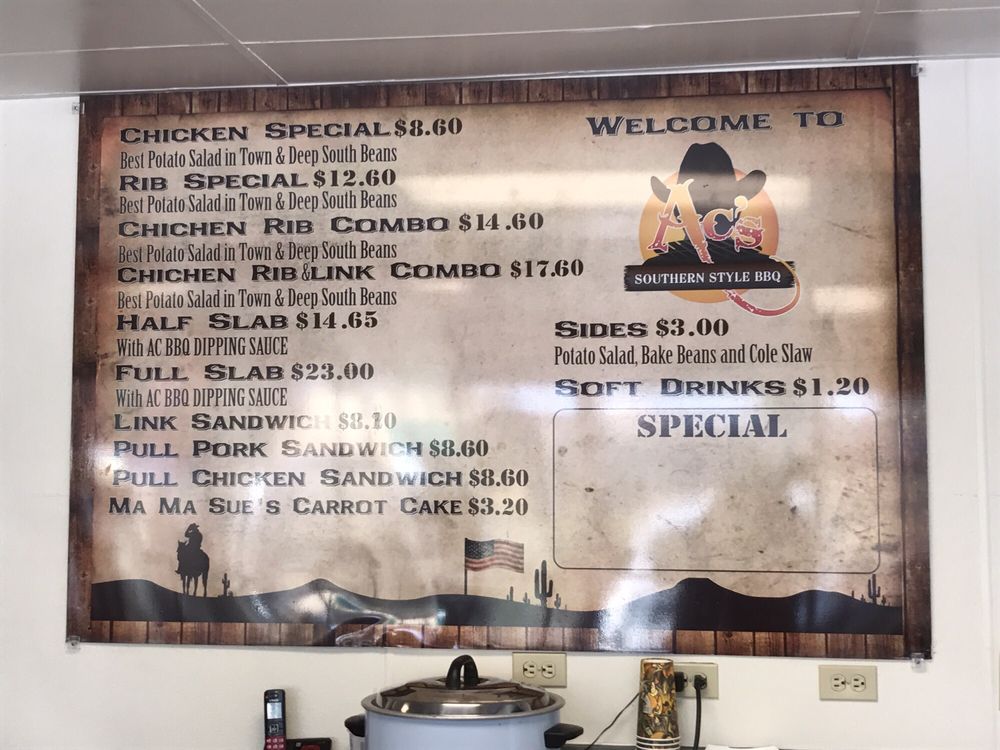 CHICKEN SPECIAL $8.60
Best Potato Salad in Town & Deep South Beans
RIB SPECIAL $12.60
Best Potato Salad in Town & Deep South Beans
CHICHEN RIB COMBO $14.60
Best Potato Salad in Town & Deep South Beans
CHICHEN RIB & LINK COMBO $17.60
Best Potato Salad in Town & Deep South Beans
HALF SLAB $14.65
With AC BBQ DIPPING SAUCE
FULL SLAB $23.00
With AC BBQ DIPPING SAUCE
LINK SANDWICH $8.10
PULL PORK SANDWICH $8.60
PULL CHICKEN SANDWICH $8.60
MA MA SUE'S CARROT CAKE $3.20
WELCOME TO
Ac's
SOUTHERN STYLE BBQ
SIDES $3.00
Potato Salad, Bake Beans and Cole Slaw
SOFT DRINKS $1.20
SPECIAL